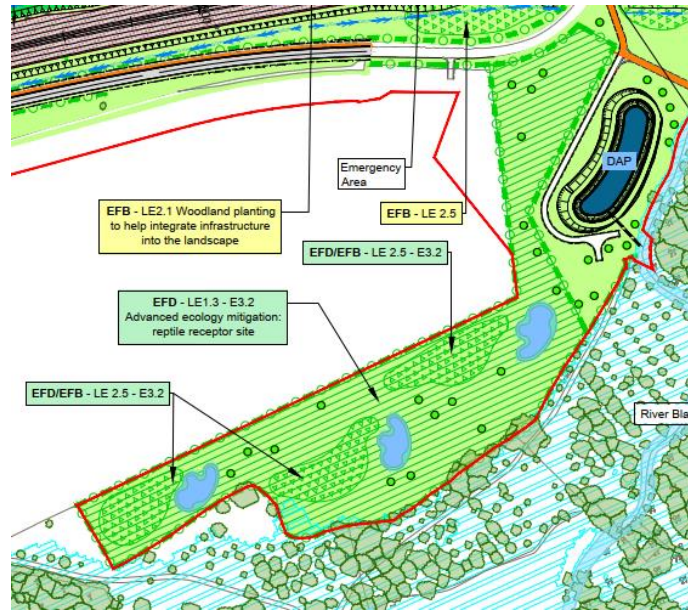 DAP
Emergency
Area
EFB - LE2.1 Woodland planting
to help integrate infrastructure
into the landscape
EFB - LE 2.5
EFD/EFB - LE 2.5 - E3.2
EFD - LE1.3 - E3.2
Advanced ecology mitigation:
reptile receptor site
EFD/EFB - LE 2.5 - E3.2
River Bla